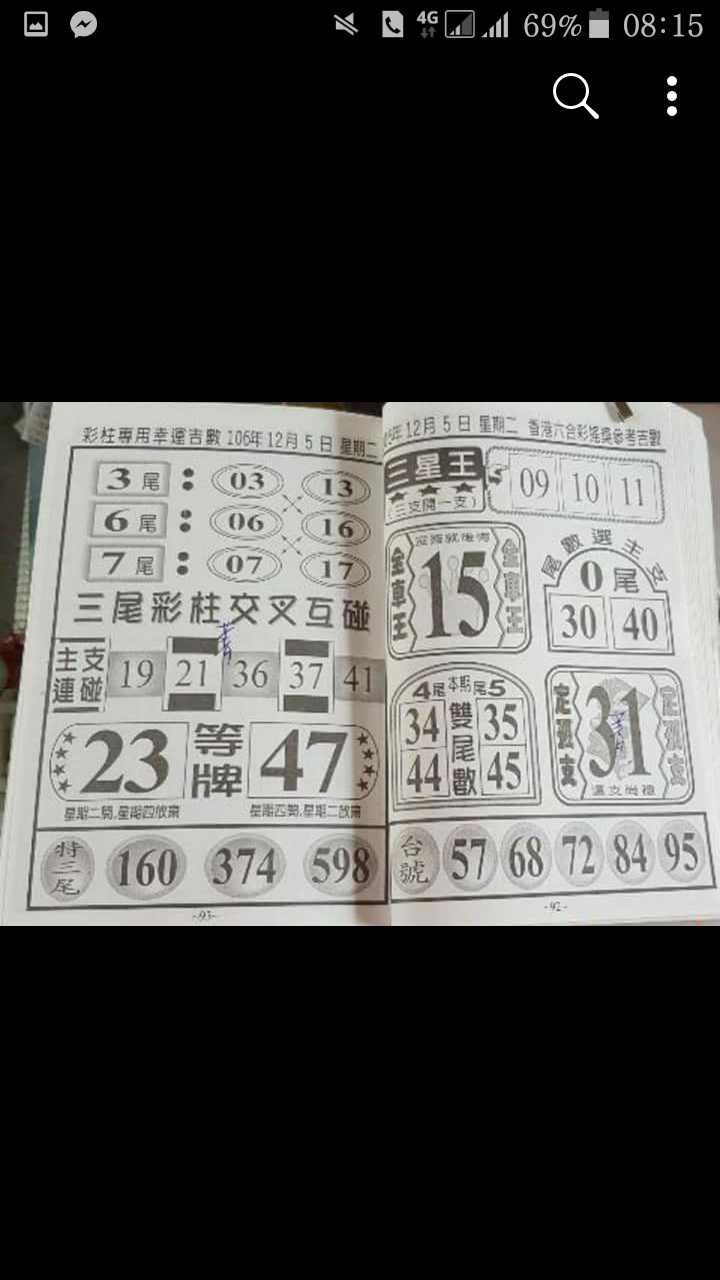 4G 69% 08:15
彩柱專用幸運吉數 106年12月5日 星期二
3尾 : 03 13
6尾 : 06 16
7尾 : 07 17
三尾彩柱交叉互碰
主支連碰 19 21 36 37 41
23 等牌 47
星期二開,星期四放棄 星期四開,星期二放棄
特三尾 160 374 598
-93-
年12月5日 星期二 香港六合彩搖獎參考吉數
三星王 09 10 11
(三支開一支)
全車王 15 全車王
尾數選主支
0尾
30 40
4尾 本期 尾5
34 雙尾數 35
44 45
定孤支 31 定孤支
台號 57 68 72 84 95
-92-